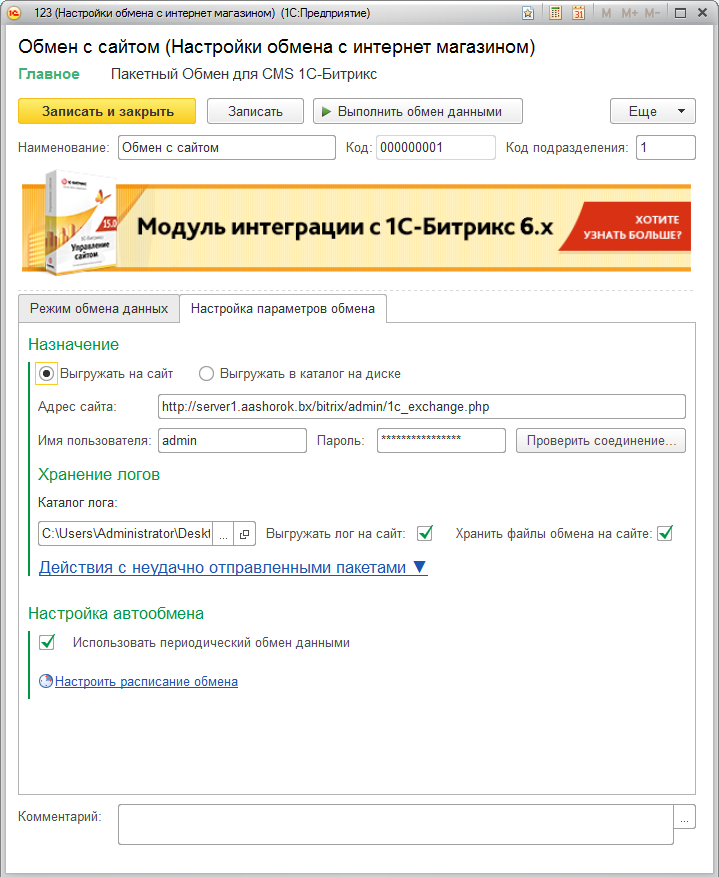 123 (Настройки обмена с интернет магазином) (1С:Предприятие)
31 M M+ M-
Обмен с сайтом (Настройки обмена с интернет магазином)
Главное Пакетный Обмен для CMS 1С-Битрикс
Записать и закрыть Записать Выполнить обмен данными Еще
Наименование: Обмен с сайтом Код: 000000001 Код подразделения: 1
1С-Битрикс
15.0
1С-Битрикс
Управление
сайтом
Модуль интеграции с 1С-Битрикс 6.x
ХОТИТЕ
УЗНАТЬ БОЛЬШЕ?
Режим обмена данных Настройка параметров обмена
Назначение
Выгружать на сайт Выгружать в каталог на диске
Адрес сайта: http://server1.aashorok.bx/bitrix/admin/1c_exchange.php
Имя пользователя: admin Пароль: **************** Проверить соединение...
Хранение логов
Каталог лога:
C:\Users\Administrator\Deskt ... Выгружать лог на сайт: Хранить файлы обмена на сайте:
Действия с неудачно отправленными пакетами ▼
Настройка автообмена
Использовать периодический обмен данными
Настроить расписание обмена
Комментарий: ...